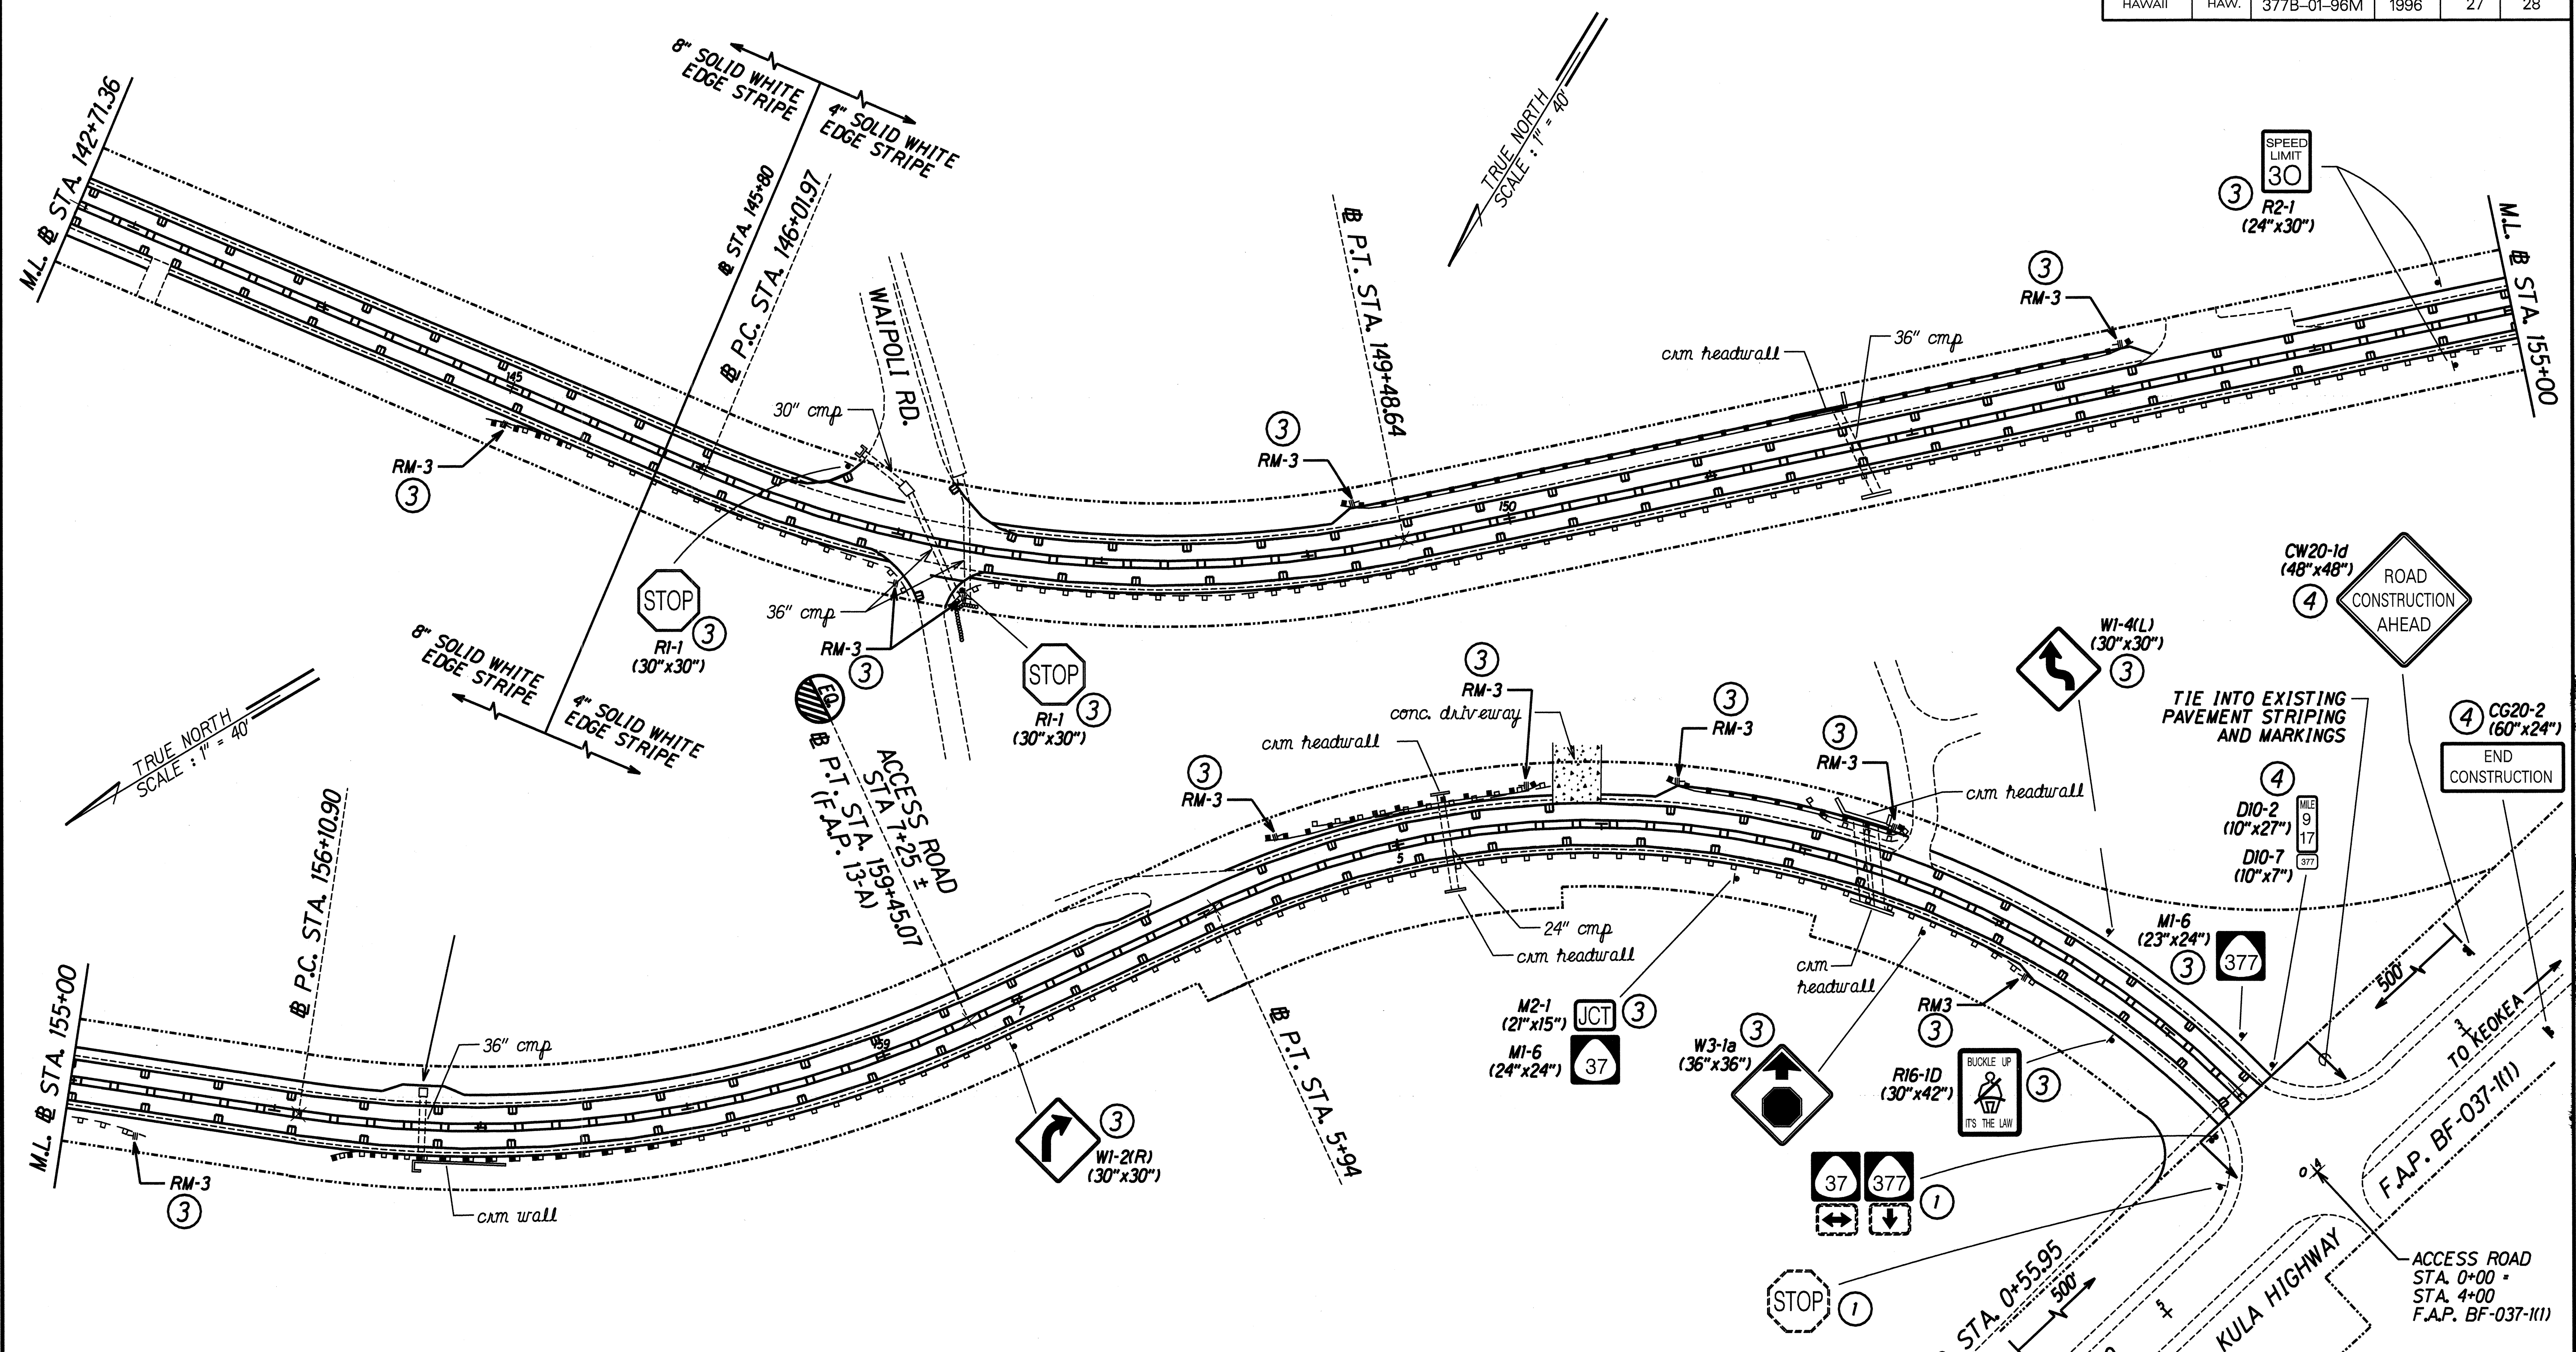 HAWAII HAW. 377B-01-96M 1996 27 28
8" SOLID WHITE
EDGE STRIPE
4" SOLID WHITE
EDGE STRIPE
M.L. ℄ STA. 142+71.36
℄ STA. 145+80
℄ P.C. STA. 146+01.97
TRUE NORTH
SCALE : 1" = 40'
SPEED
LIMIT
30
3
R2-1
(24"x30")
M.L. ℄ STA. 155+00
WAIPOLI RD.
℄ P.T. STA. 149+48.64
3
RM-3
crm headwall
36" cmp
145
30" cmp
RM-3
3
3
RM-3
150
36" cmp
STOP
3
R1-1
(30"x30")
RM-3
3
STOP
3
R1-1
(30"x30")
8" SOLID WHITE
EDGE STRIPE
4" SOLID WHITE
EDGE STRIPE
CW20-1d
(48"x48")
4
ROAD
CONSTRUCTION
AHEAD
W1-4(L)
(30"x30")
3
TIE INTO EXISTING
PAVEMENT STRIPING
AND MARKINGS
4
CG20-2
(60"x24")
END
CONSTRUCTION
TRUE NORTH
SCALE : 1" = 40'
EQ
℄ P.T. STA. 159+45.07
(F.A.P. 13-A)
ACCESS ROAD
STA 7+25 ±
3
RM-3
crm headwall
3
RM-3
conc. driveway
3
RM-3
3
RM-3
crm headwall
4
D10-2
(10"x27")
MILE
9
17
D10-7
(10"x7")
377
M.L. ℄ STA. 155+00
℄ P.C. STA. 156+10.90
36" cmp
159
7
5
24" cmp
crm headwall
crm
headwall
M1-6
(23"x24")
3
377
RM-3
3
crm wall
W1-2(R)
(30"x30")
3
℄ P.T. STA. 5+94
M2-1
(21"x15")
JCT
3
M1-6
(24"x24")
37
3
W3-1a
(36"x36")
RM3
3
R16-1D
(30"x42")
BUCKLE UP
IT'S THE LAW
3
37 377
1
STOP
1
500'
3
TO KEOKEA
F.A.P. BF-037-1(1)
0 4
STA. 0+55.95
500'
5
KULA HIGHWAY
ACCESS ROAD
STA. 0+00 =
STA. 4+00
F.A.P. BF-037-1(1)